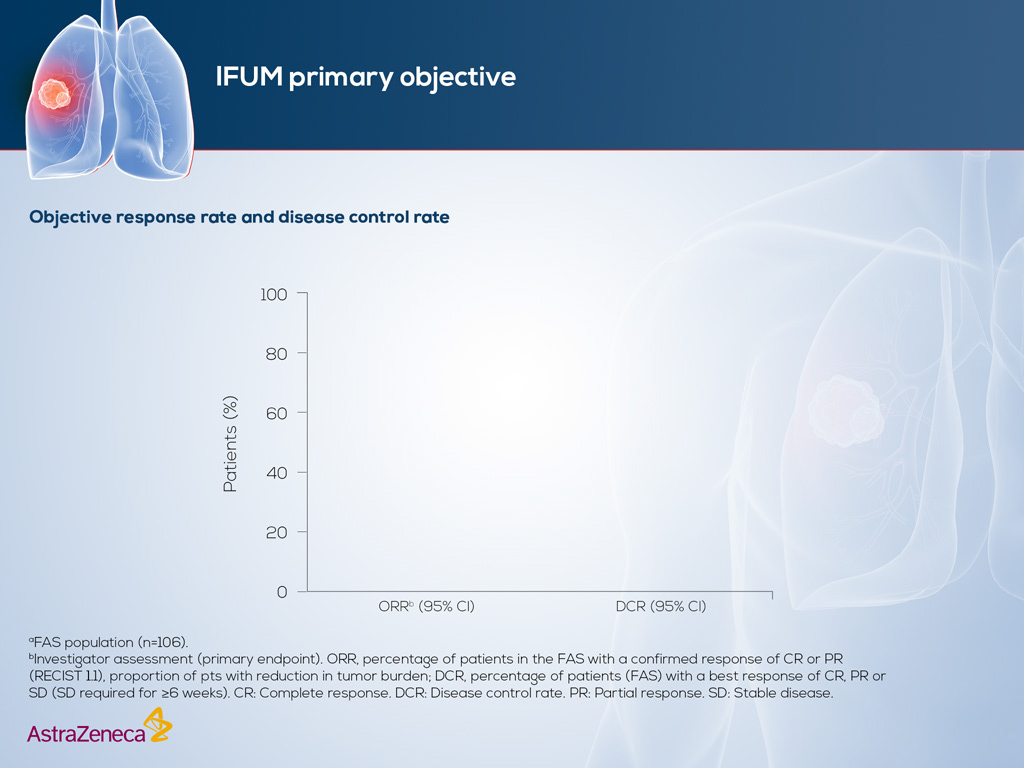 IFUM primary objective
Objective response rate and disease control rate
Patients (%)
100
80
60
40
20
0
ORRᵇ (95% CI)
DCR (95% CI)
ᵃFAS population (n=106).
ᵇInvestigator assessment (primary endpoint). ORR, percentage of patients in the FAS with a confirmed response of CR or PR
(RECIST 1.1), proportion of pts with reduction in tumor burden; DCR, percentage of patients (FAS) with a best response of CR, PR or
SD (SD required for ≥6 weeks). CR: Complete response. DCR: Disease control rate. PR: Partial response. SD: Stable disease.
AstraZeneca